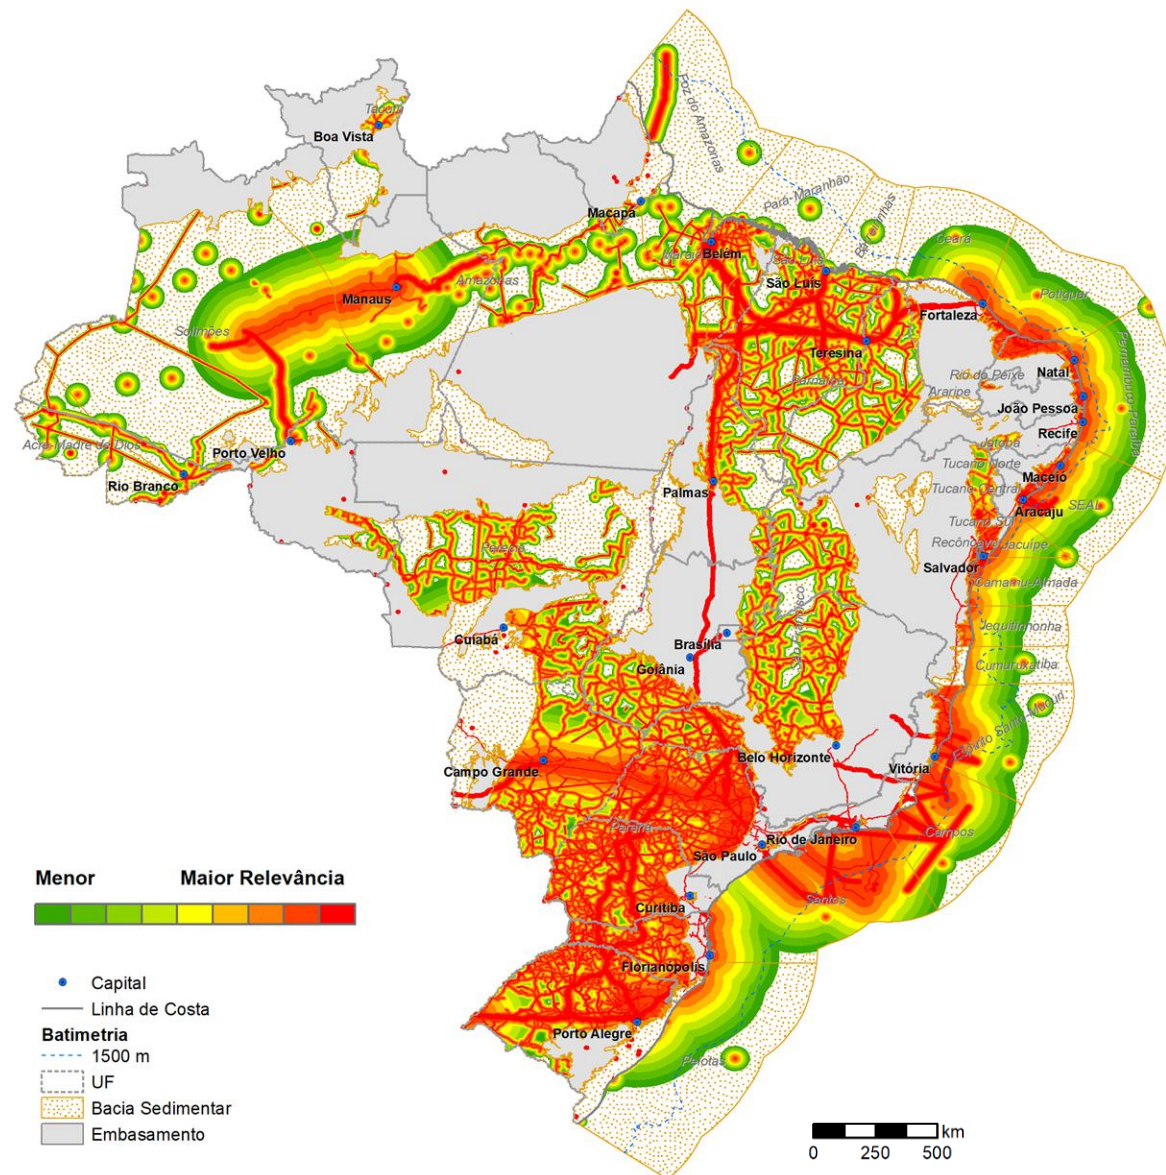 Foz do Amazonas
Tacutu
Boa Vista
Pará-Maranhão
Macapá
Barreirinhas
Ceará
Marajó
Belém
São Luís
São Luís
Amazonas
Manaus
Potiguar
Fortaleza
Solimões
Teresina
Pernambuco-Paraíba
Natal
Rio do Peixe
Parnaíba
Araripe
João Pessoa
Recife
Acre-Madre de Dios
Porto Velho
Jatobá
Tucano Norte
Maceió
Rio Branco
Palmas
Tucano Central
Aracaju
SEAL
Tucano Sul
Recôncavo
Jacuípe
Parecis
Salvador
Camamu-Almada
São Francisco
Jequitinhonha
Cuiabá
Brasília
Goiânia
Cumuruxatiba
Espírito Santo-Mucuri
Belo Horizonte
Vitória
Campo Grande
Paraná
Rio de Janeiro
Campos
São Paulo
Menor
Maior Relevância
Santos
Curitiba
Florianópolis
Capital
Linha de Costa
Porto Alegre
Batimetria
1500 m
Pelotas
UF
Bacia Sedimentar
Embasamento
km
0 250 500